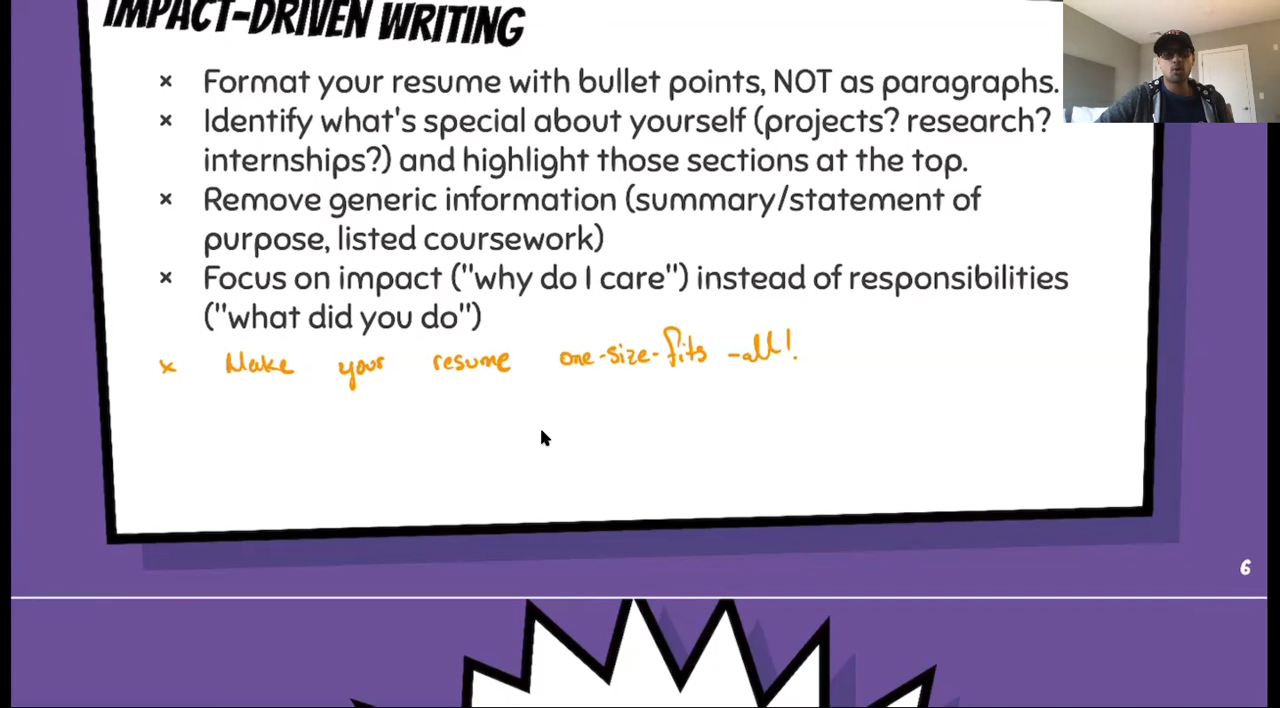 IMPACT-DRIVEN WRITING
× Format your resume with bullet points, NOT as paragraphs.
× Identify what's special about yourself (projects? research?
internships?) and highlight those sections at the top.
× Remove generic information (summary/statement of
purpose, listed coursework)
× Focus on impact ("why do I care") instead of responsibilities
("what did you do")
× Make your resume one-size-fits-all!
6